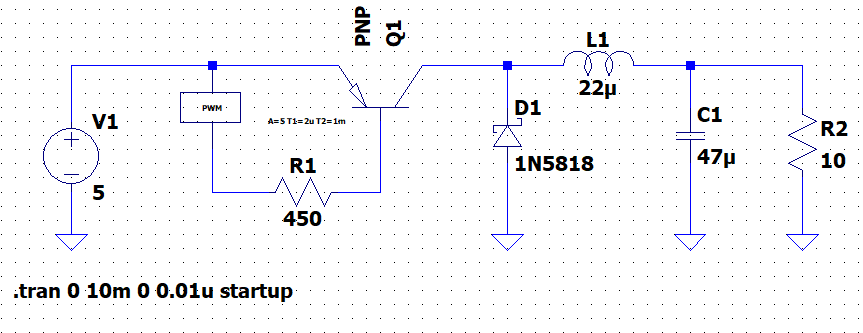 PNP
Q1
L1
22µ
PWM
A=5 T1=2u T2=1m
V1
5
R1
450
D1
1N5818
C1
47µ
R2
10
.tran 0 10m 0 0.01u startup